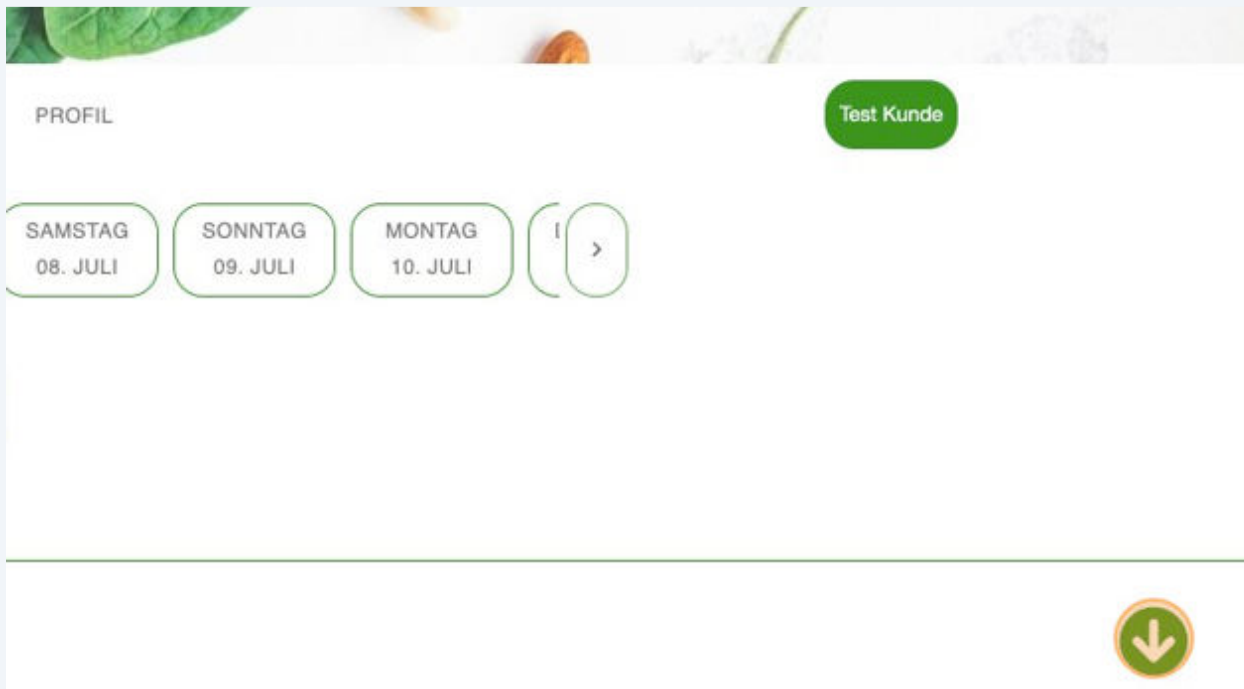 PROFIL
Test Kunde
SAMSTAG
08. JULI
SONNTAG
09. JULI
MONTAG
10. JULI